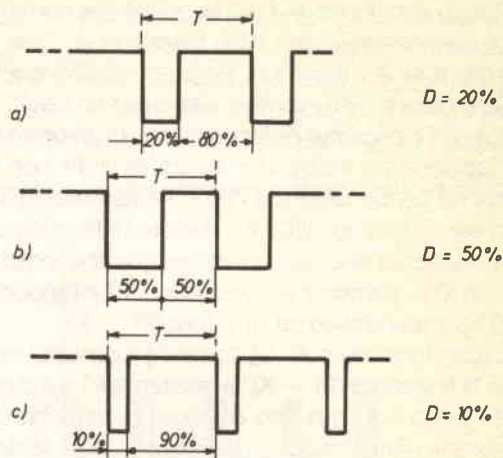 T
a)
D = 20%
20% 80%
T
b)
D = 50%
50% 50%
T
c)
D = 10%
10% 90%